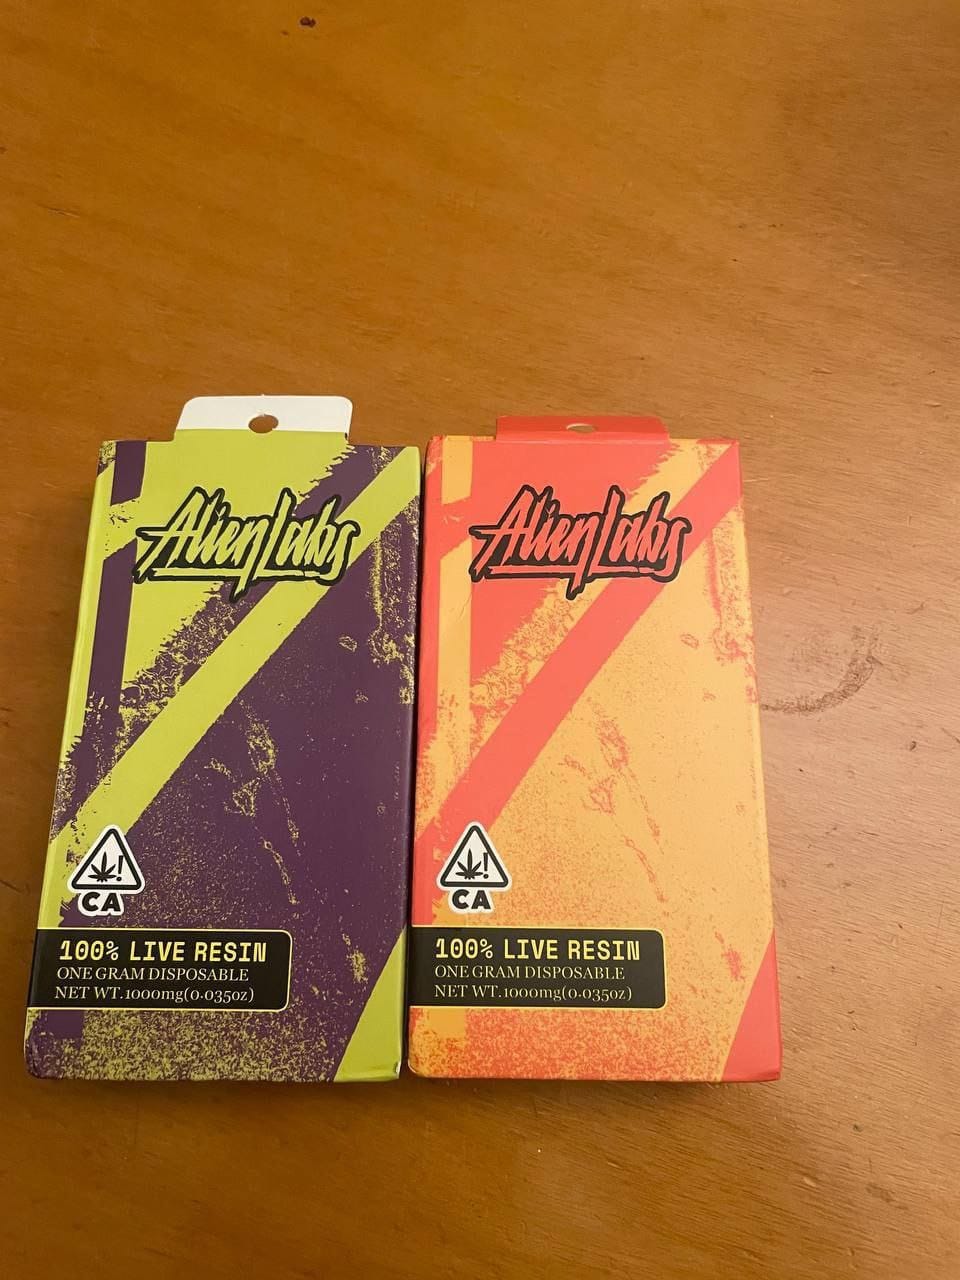 AlienLabs
CA
100% LIVE RESIN
ONE GRAM DISPOSABLE
NET WT.1000mg(0.035oz)
AlienLabs
CA
100% LIVE RESIN
ONE GRAM DISPOSABLE
NET WT.1000mg(0.035oz)